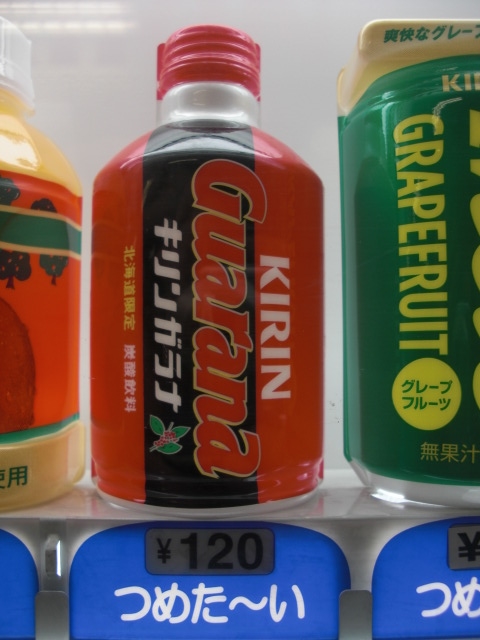 使用
KIRIN
Guarana
キリンガラナ
北海道限定 炭酸飲料
爽快なグレープ
KI
GRAPEFRUIT
グレープ
フルーツ
無果汁
¥120
つめた〜い
¥
つめ